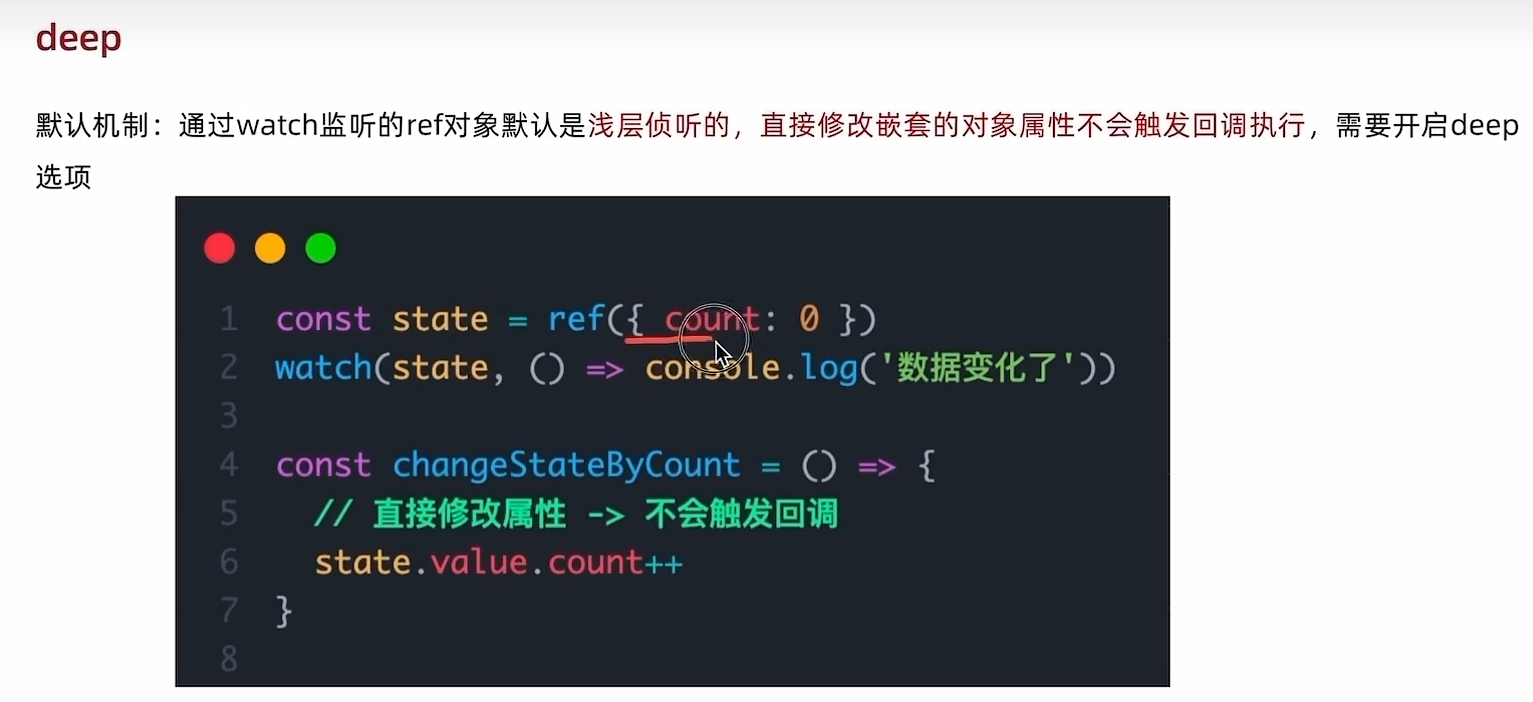 deep
默认机制：通过watch监听的ref对象默认是浅层侦听的，直接修改嵌套的对象属性不会触发回调执行，需要开启deep
选项
1 const state = ref({ count: 0 })
2 watch(state, () => console.log('数据变化了'))
3
4 const changeStateByCount = () => {
5 // 直接修改属性 -> 不会触发回调
6 state.value.count++
7 }
8